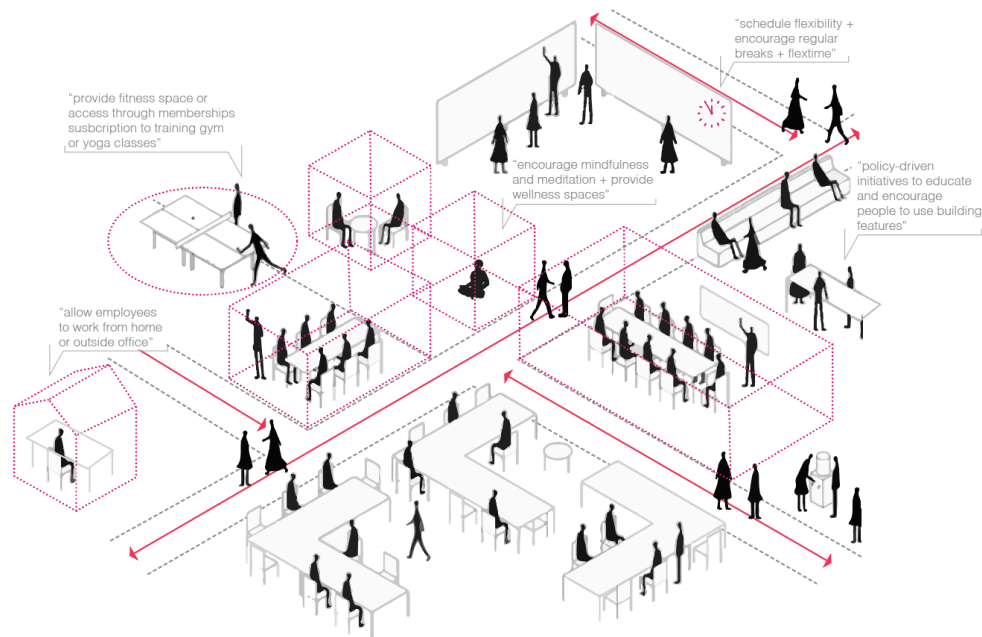 “schedule flexibility +
encourage regular
breaks + flextime”
“provide fitness space or
access through memberships
susbcription to training gym
or yoga classes”
“encourage mindfulness
and meditation + provide
wellness spaces”
“policy-driven
initiatives to educate
and encourage
people to use building
features”
“allow employees
to work from home
or outside office”